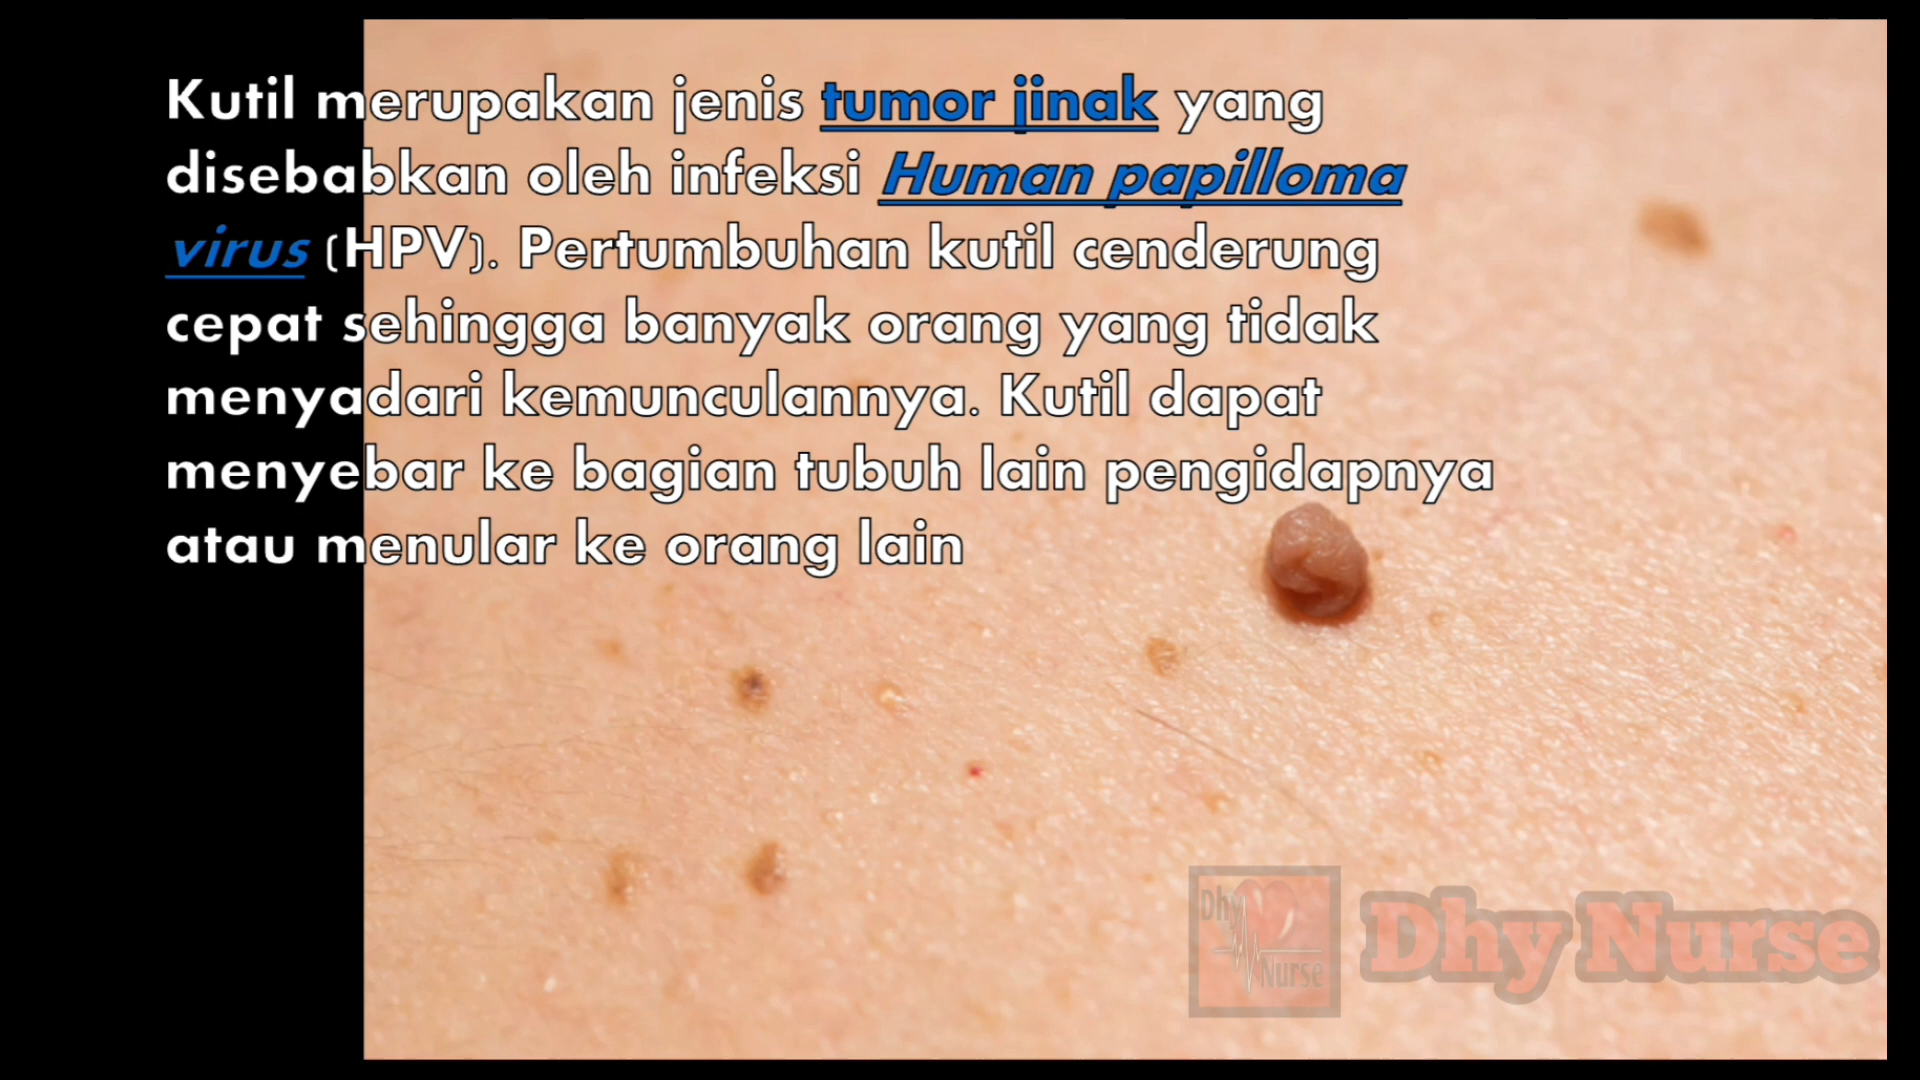 Kutil merupakan jenis tumor jinak yang
disebabkan oleh infeksi Human papilloma
virus (HPV). Pertumbuhan kutil cenderung
cepat sehingga banyak orang yang tidak
menyadari kemunculannya. Kutil dapat
menyebar ke bagian tubuh lain pengidapnya
atau menular ke orang lain
Dhy
Nurse
Dhy Nurse